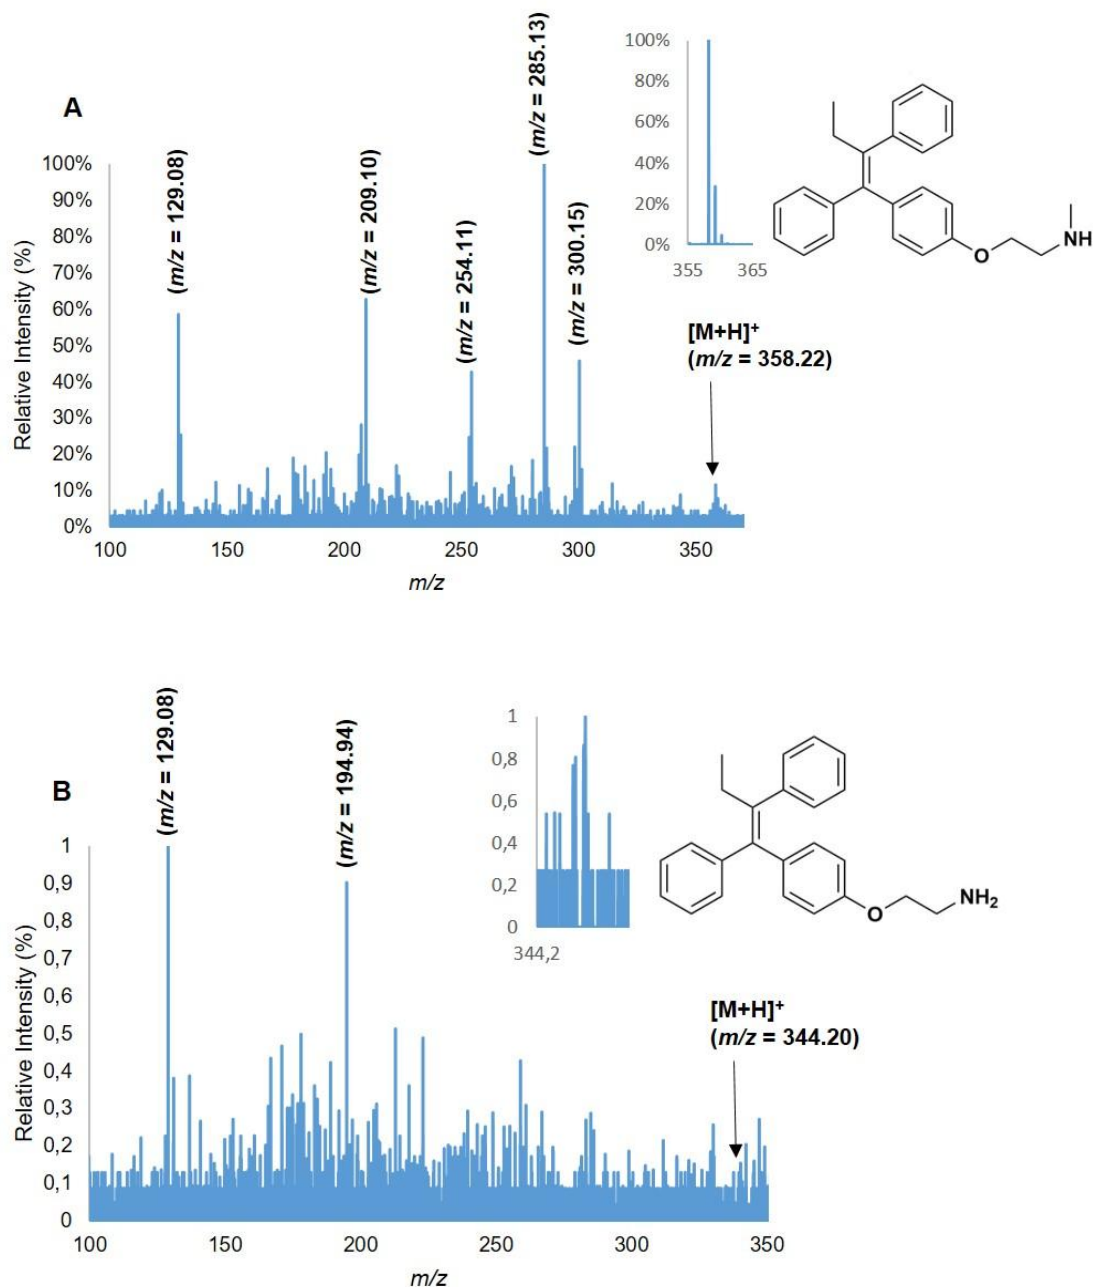 A
(m/z = 129.08)
(m/z = 209.10)
(m/z = 254.11)
(m/z = 285.13)
(m/z = 300.15)
[M+H]+
(m/z = 358.22)
Relative Intensity (%)
100%
90%
80%
70%
60%
50%
40%
30%
20%
10%
0%
100 150 200 250 300 350
m/z
100%
80%
60%
40%
20%
0%
355 365
O
NH
B
(m/z = 129.08)
(m/z = 194.94)
[M+H]+
(m/z = 344.20)
Relative Intensity (%)
1
0,9
0,8
0,7
0,6
0,5
0,4
0,3
0,2
0,1
0
100 150 200 250 300 350
m/z
1
0,8
0,6
0,4
0,2
0
344,2
O
NH2